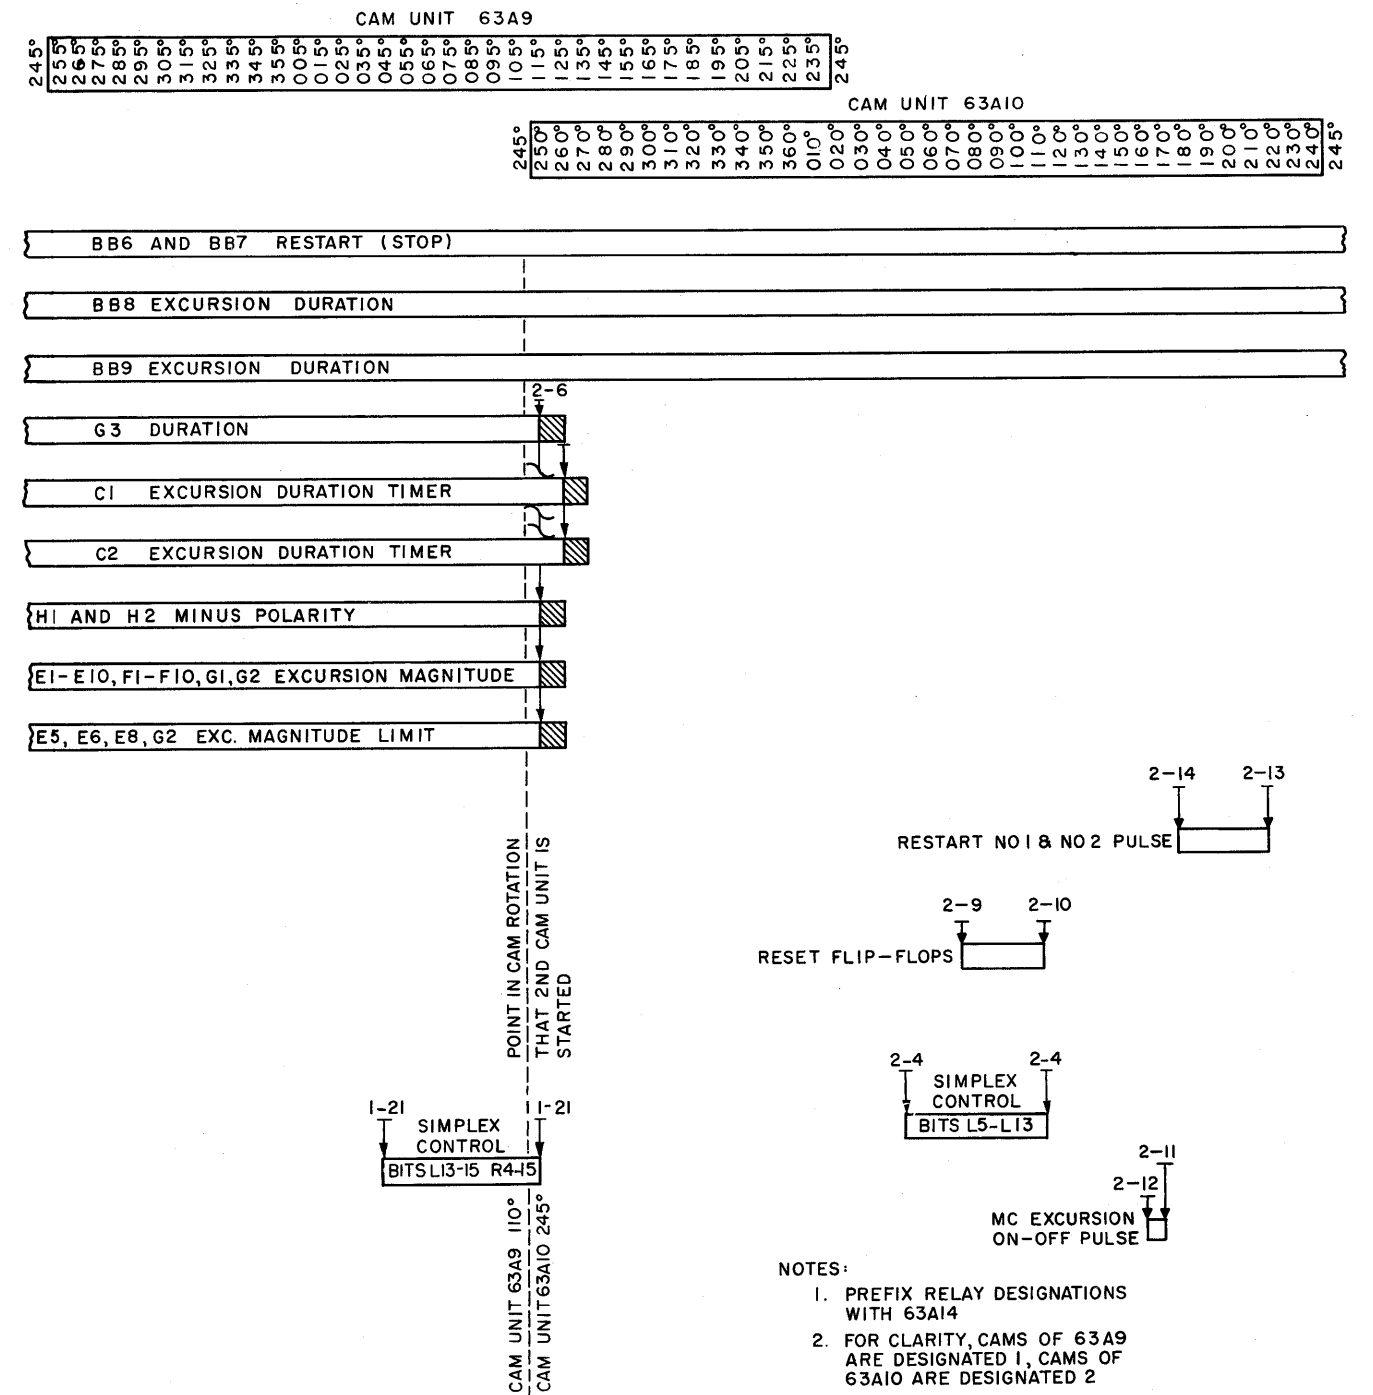 CAM UNIT 63A9
245° 255° 265° 275° 285° 295° 305° 315° 325° 335° 345° 355° 005° 015° 025° 035° 045° 055° 065° 075° 085° 095° 105° 115° 125° 135° 145° 155° 165° 175° 185° 195° 205° 215° 225° 235° 245°
CAM UNIT 63A10
245° 250° 260° 270° 280° 290° 300° 310° 320° 330° 340° 350° 360° 010° 020° 030° 040° 050° 060° 070° 080° 090° 100° 110° 120° 130° 140° 150° 160° 170° 180° 190° 200° 210° 220° 230° 240° 245°
BB6 AND BB7 RESTART (STOP)
BB8 EXCURSION DURATION
BB9 EXCURSION DURATION
2-6
G3 DURATION
C1 EXCURSION DURATION TIMER
C2 EXCURSION DURATION TIMER
H1 AND H2 MINUS POLARITY
E1-E10, F1-F10, G1, G2 EXCURSION MAGNITUDE
E5, E6, E8, G2 EXC. MAGNITUDE LIMIT
2-14 2-13
RESTART NO 1 & NO 2 PULSE
POINT IN CAM ROTATION
THAT 2ND CAM UNIT IS
STARTED
2-9 2-10
RESET FLIP-FLOPS
2-4 2-4
SIMPLEX
CONTROL
BITS L5-L13
1-21 1-21
SIMPLEX
CONTROL
BITS L13-15 R4-15
2-11
2-12
MC EXCURSION
ON-OFF PULSE
CAM UNIT 63A9 110°
CAM UNIT 63A10 245°
NOTES:
1. PREFIX RELAY DESIGNATIONS
WITH 63A14
2. FOR CLARITY, CAMS OF 63A9
ARE DESIGNATED 1, CAMS OF
63A10 ARE DESIGNATED 2